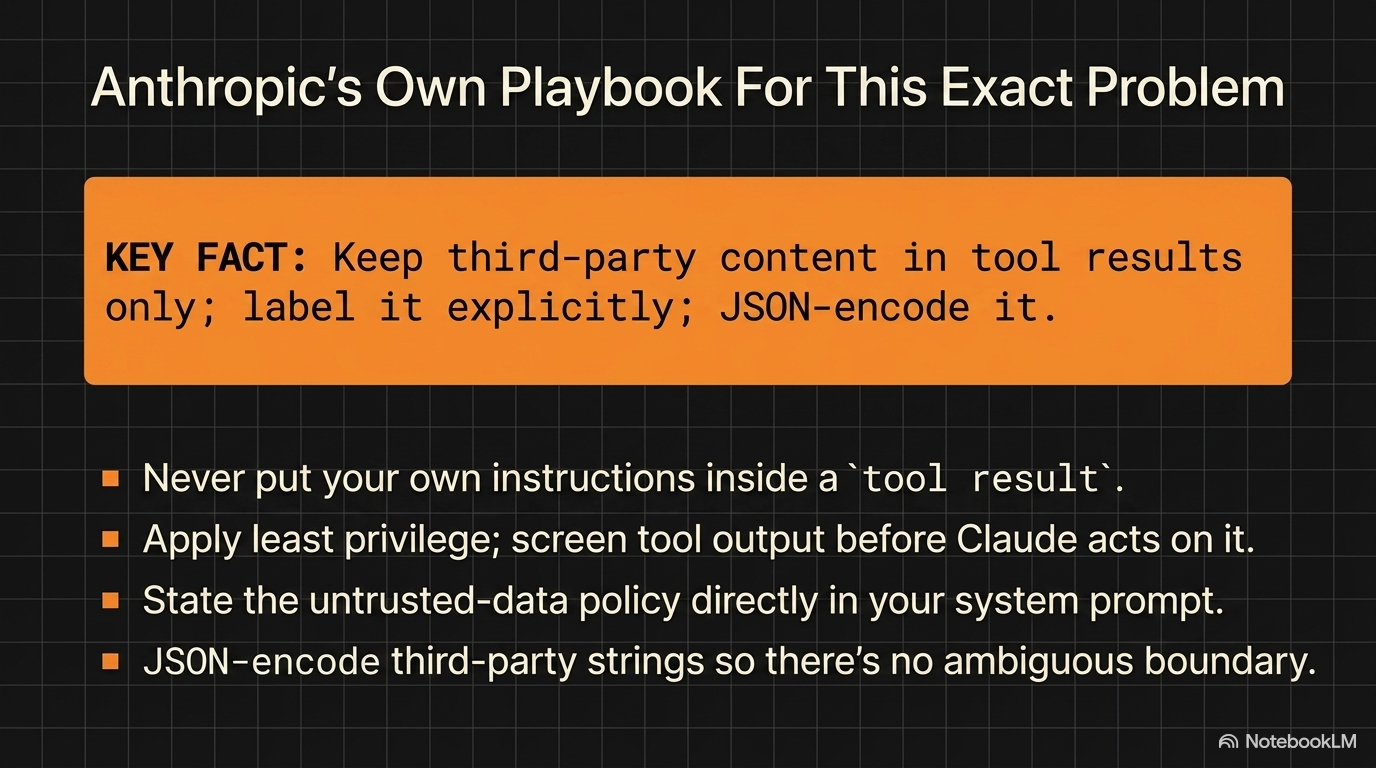 Anthropic's Own Playbook For This Exact Problem
KEY FACT: Keep third-party content in tool results
only; label it explicitly; JSON-encode it.
Never put your own instructions inside a `tool result`.
Apply least privilege; screen tool output before Claude acts on it.
State the untrusted-data policy directly in your system prompt.
JSON-encode third-party strings so there's no ambiguous boundary.
NotebookLM